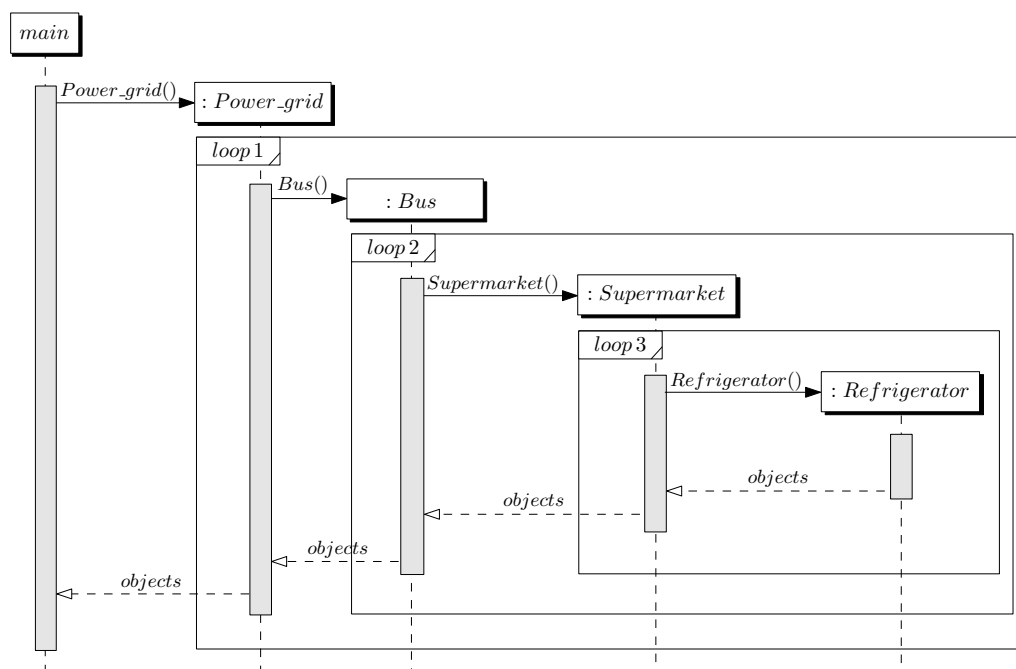 main
Power_grid()
: Power_grid
loop 1
Bus()
: Bus
loop 2
Supermarket()
: Supermarket
loop 3
Refrigerator()
: Refrigerator
objects
objects
objects
objects